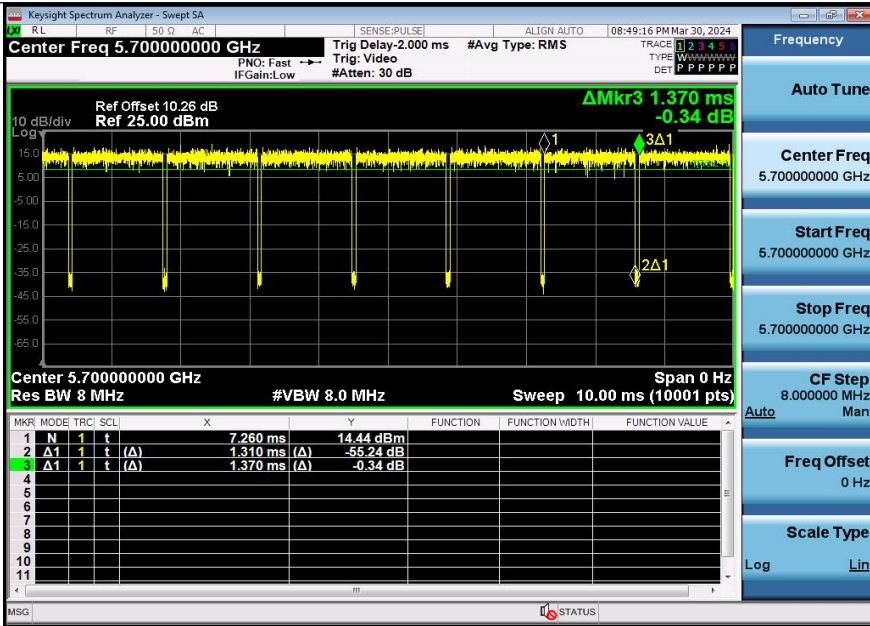 Keysight Spectrum Analyzer - Swept SA
LXI RL RF 50 Ω AC SENSE:PULSE ALIGN AUTO 08:49:16 PM Mar 30, 2024
Center Freq 5.700000000 GHz
PNO: Fast
IFGain:Low
Trig Delay-2.000 ms
Trig: Video
#Atten: 30 dB
#Avg Type: RMS
TRACE 1 2 3 4 5 6
TYPE WWWWWW
DET P P P P P P
ΔMkr3 1.370 ms
-0.34 dB
Ref Offset 10.26 dB
10 dB/div Ref 25.00 dBm
Log
15.0
5.00
-5.00
-15.0
-25.0
-35.0
-45.0
-55.0
-65.0
1
3Δ1
2Δ1
Center 5.700000000 GHz Span 0 Hz
Res BW 8 MHz #VBW 8.0 MHz Sweep 10.00 ms (10001 pts)
MKR MODE TRC SCL X Y FUNCTION FUNCTION WIDTH FUNCTION VALUE
1 N 1 t 7.260 ms 14.44 dBm
2 Δ1 1 t (Δ) 1.310 ms (Δ) -55.24 dB
3 Δ1 1 t (Δ) 1.370 ms (Δ) -0.34 dB
4
5
6
7
8
9
10
11
MSG STATUS
Frequency
Auto Tune
Center Freq
5.700000000 GHz
Start Freq
5.700000000 GHz
Stop Freq
5.700000000 GHz
CF Step
8.000000 MHz
Auto Man
Freq Offset
0 Hz
Scale Type
Log Lin